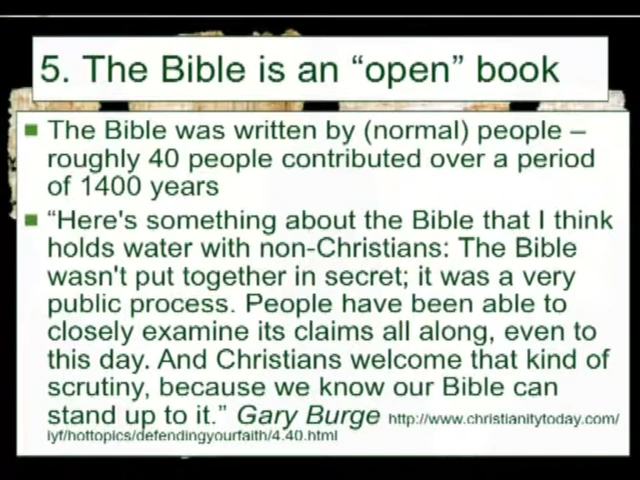 5. The Bible is an “open” book
The Bible was written by (normal) people –
roughly 40 people contributed over a period
of 1400 years
“Here's something about the Bible that I think
holds water with non-Christians: The Bible
wasn't put together in secret; it was a very
public process. People have been able to
closely examine its claims all along, even to
this day. And Christians welcome that kind of
scrutiny, because we know our Bible can
stand up to it.” Gary Burge http://www.christianitytoday.com/
iyf/hottopics/defendingyourfaith/4.40.html